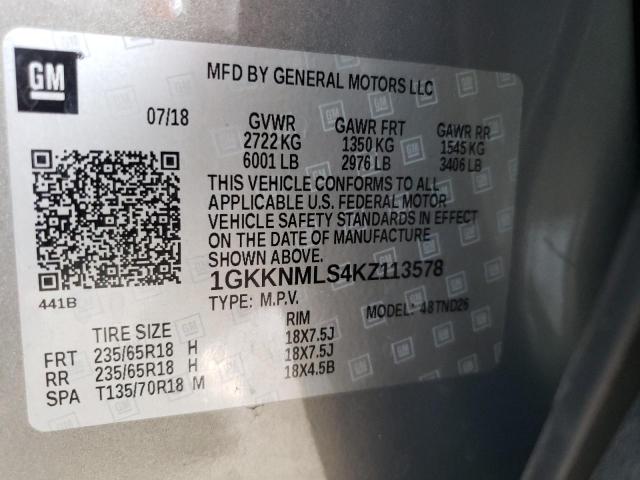 GM
MFD BY GENERAL MOTORS LLC
07/18
GVWR GAWR FRT GAWR RR
2722 KG 1350 KG 1545 KG
6001 LB 2976 LB 3406 LB
THIS VEHICLE CONFORMS TO ALL
APPLICABLE U.S. FEDERAL MOTOR
VEHICLE SAFETY STANDARDS IN EFFECT
ON THE DATE OF MANUFACTURE
SHOWN ABOVE.
1GKKNMLS4KZ113578
441B
TYPE: M.P.V. MODEL: 48TND26
TIRE SIZE RIM
FRT 235/65R18 H 18X7.5J
RR 235/65R18 H 18X7.5J
SPA T135/70R18 M 18X4.5B